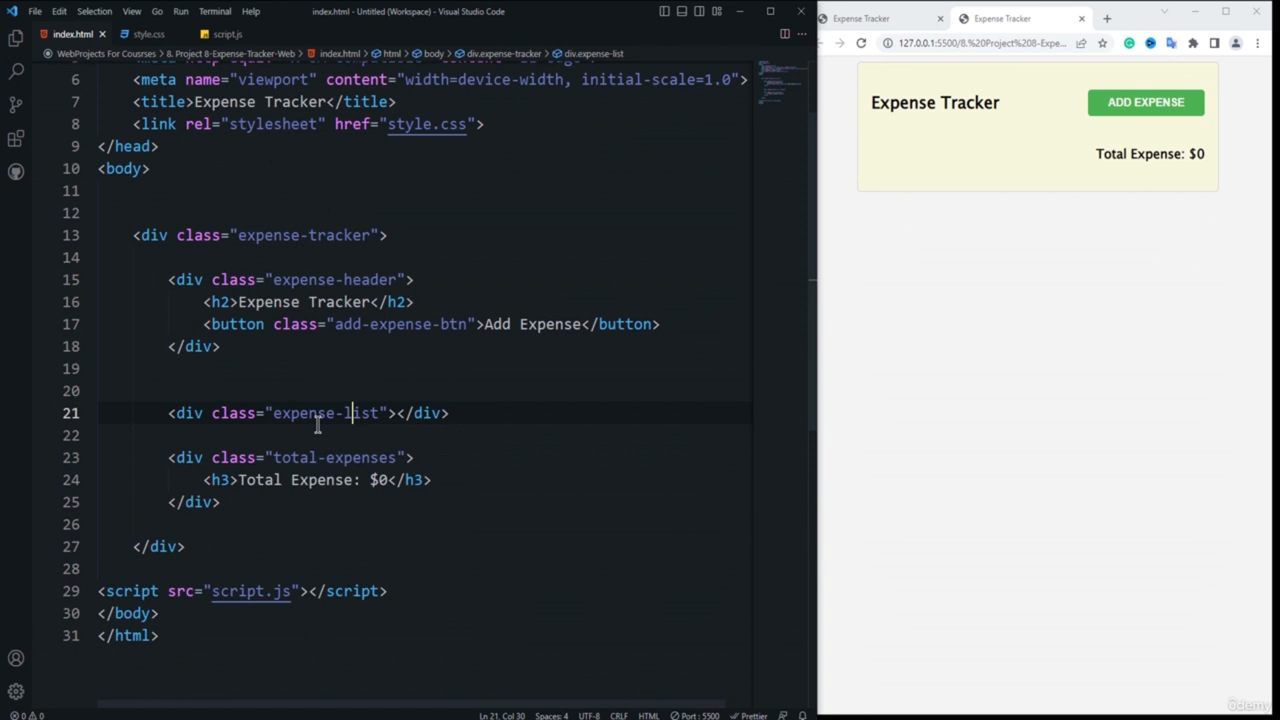 File Edit Selection View Go Run Terminal Help index.html - Untitled (Workspace) - Visual Studio Code
index.html style.css script.js
WebProjects For Coursres > 8. Project 8-Expense-Tracker-Web > index.html > html > body > div.expense-tracker > div.expense-list
6 <meta name="viewport" content="width=device-width, initial-scale=1.0">
7 <title>Expense Tracker</title>
8 <link rel="stylesheet" href="style.css">
9 </head>
10 <body>
11
12
13 <div class="expense-tracker">
14
15 <div class="expense-header">
16 <h2>Expense Tracker</h2>
17 <button class="add-expense-btn">Add Expense</button>
18 </div>
19
20
21 <div class="expense-list"></div>
22
23 <div class="total-expenses">
24 <h3>Total Expense: $0</h3>
25 </div>
26
27 </div>
28
29 <script src="script.js"></script>
30 </body>
31 </html>
0 0 Ln 21, Col 30 Spaces: 4 UTF-8 CRLF HTML Port : 5500 Prettier
Expense Tracker Expense Tracker
127.0.0.1:5500/8.%20Project%208-Expe...
Expense Tracker ADD EXPENSE
Total Expense: $0
ûdemy